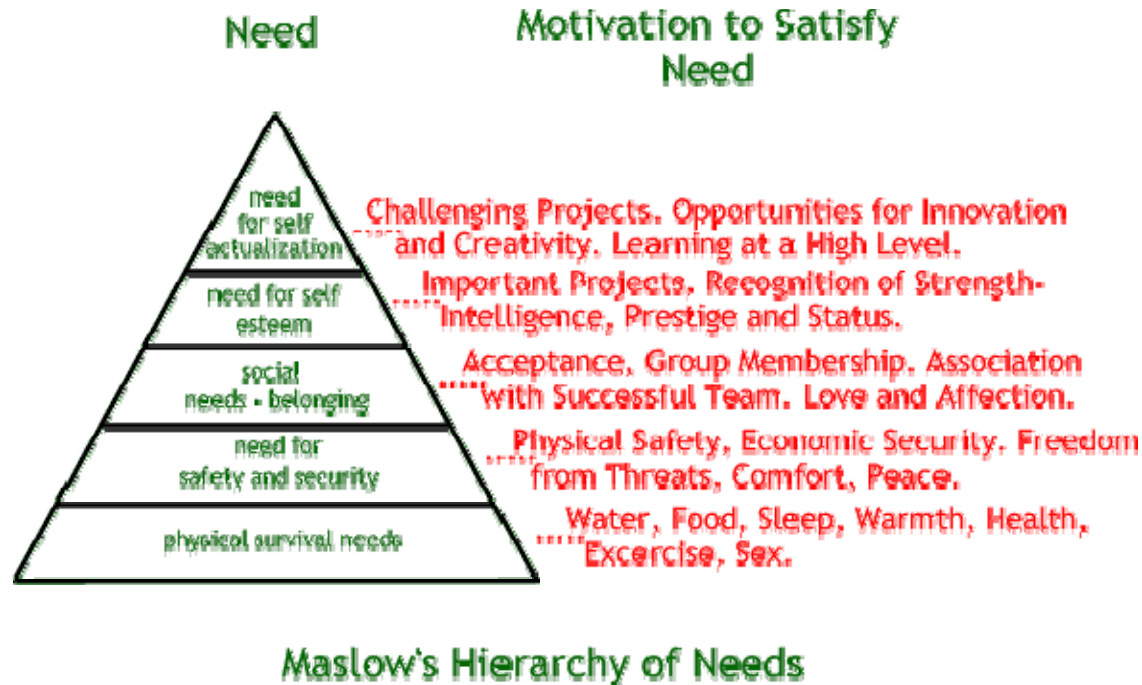 Need
Motivation to Satisfy
Need
need
for self
actualization
Challenging Projects. Opportunities for Innovation
and Creativity. Learning at a High Level.
need for self
esteem
Important Projects, Recognition of Strength-
Intelligence, Prestige and Status.
social
needs - belonging
Acceptance, Group Membership. Association
with Successful Team. Love and Affection.
need for
safety and security
Physical Safety, Economic Security. Freedom
from Threats, Comfort, Peace.
physical survival needs
Water, Food, Sleep, Warmth, Health,
Excercise, Sex.
Maslow's Hierarchy of Needs